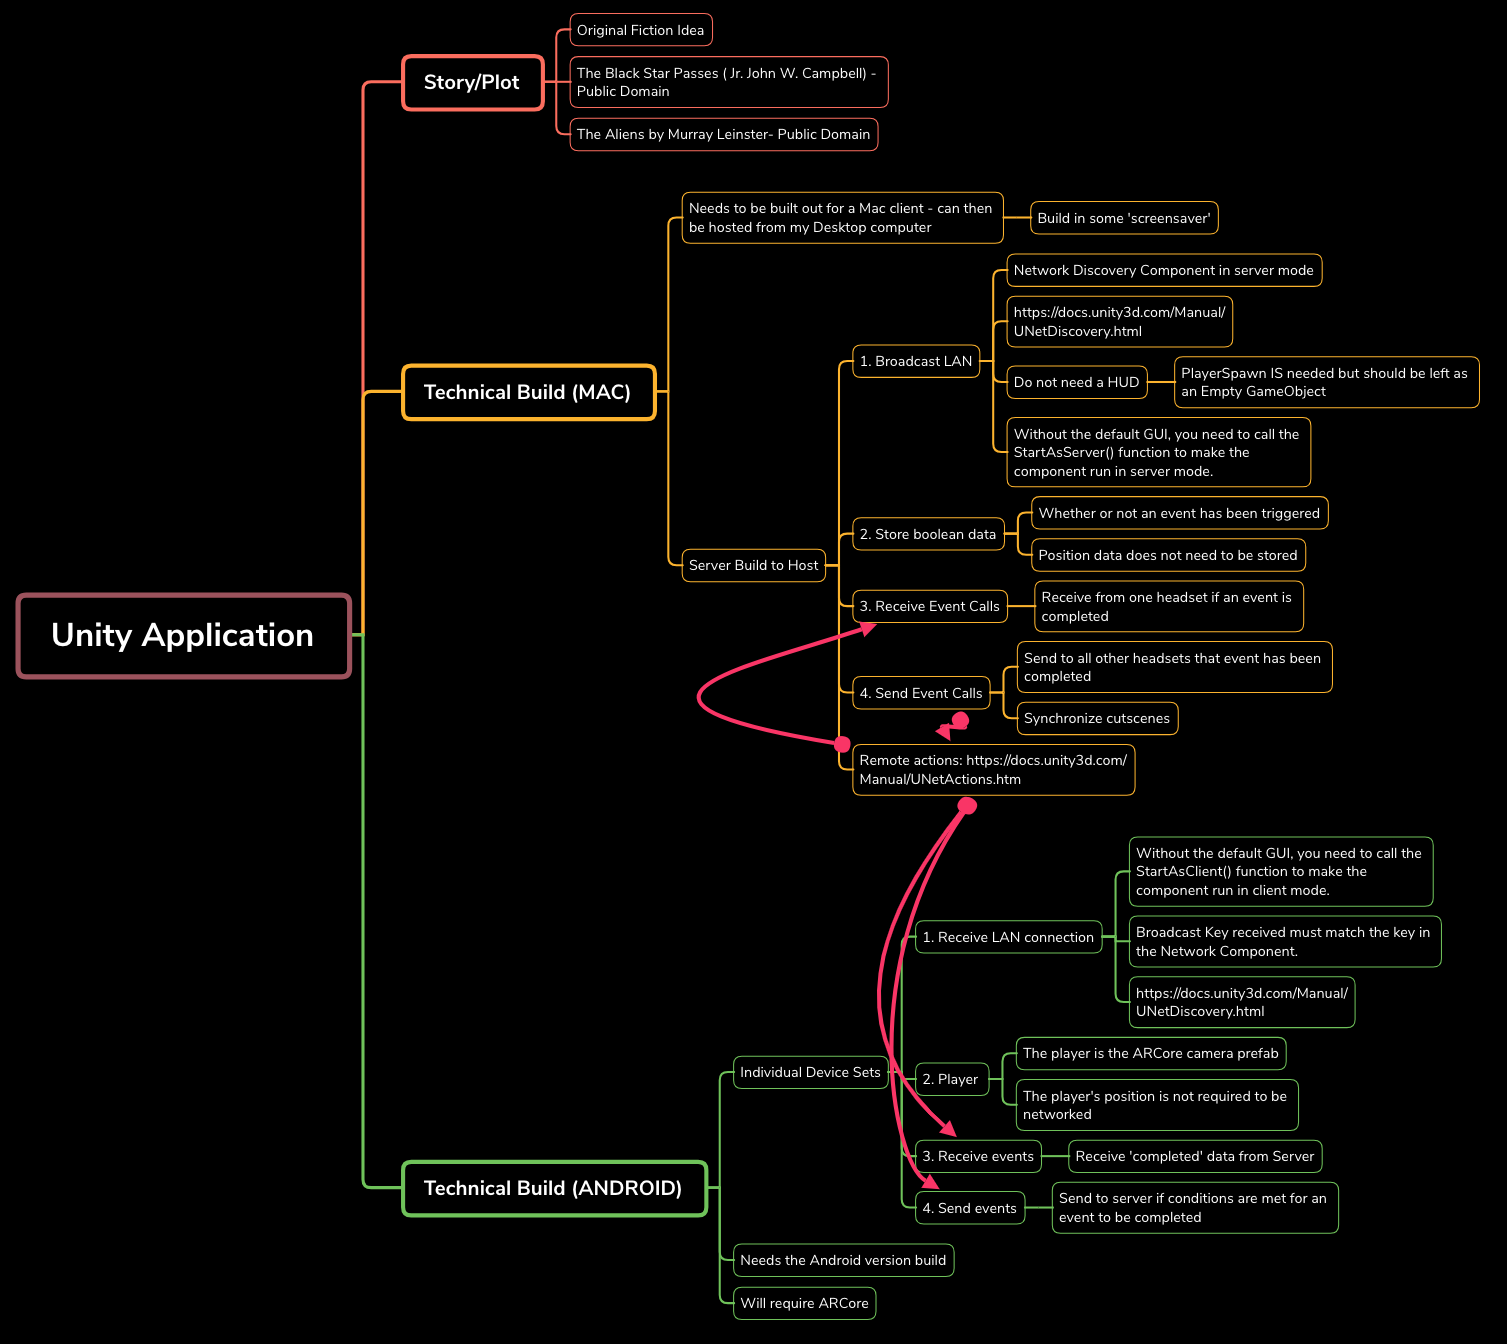 Unity Application
Story/Plot
Original Fiction Idea
The Black Star Passes ( Jr. John W. Campbell) -
Public Domain
The Aliens by Murray Leinster- Public Domain
Technical Build (MAC)
Needs to be built out for a Mac client - can then
be hosted from my Desktop computer
Build in some 'screensaver'
Server Build to Host
1. Broadcast LAN
Network Discovery Component in server mode
https://docs.unity3d.com/Manual/
UNetDiscovery.html
Do not need a HUD
PlayerSpawn IS needed but should be left as
an Empty GameObject
Without the default GUI, you need to call the
StartAsServer() function to make the
component run in server mode.
2. Store boolean data
Whether or not an event has been triggered
Position data does not need to be stored
3. Receive Event Calls
Receive from one headset if an event is
completed
4. Send Event Calls
Send to all other headsets that event has been
completed
Synchronize cutscenes
Remote actions: https://docs.unity3d.com/
Manual/UNetActions.htm
Technical Build (ANDROID)
Individual Device Sets
1. Receive LAN connection
Without the default GUI, you need to call the
StartAsClient() function to make the
component run in client mode.
Broadcast Key received must match the key in
the Network Component.
https://docs.unity3d.com/Manual/
UNetDiscovery.html
2. Player
The player is the ARCore camera prefab
The player's position is not required to be
networked
3. Receive events
Receive 'completed' data from Server
4. Send events
Send to server if conditions are met for an
event to be completed
Needs the Android version build
Will require ARCore